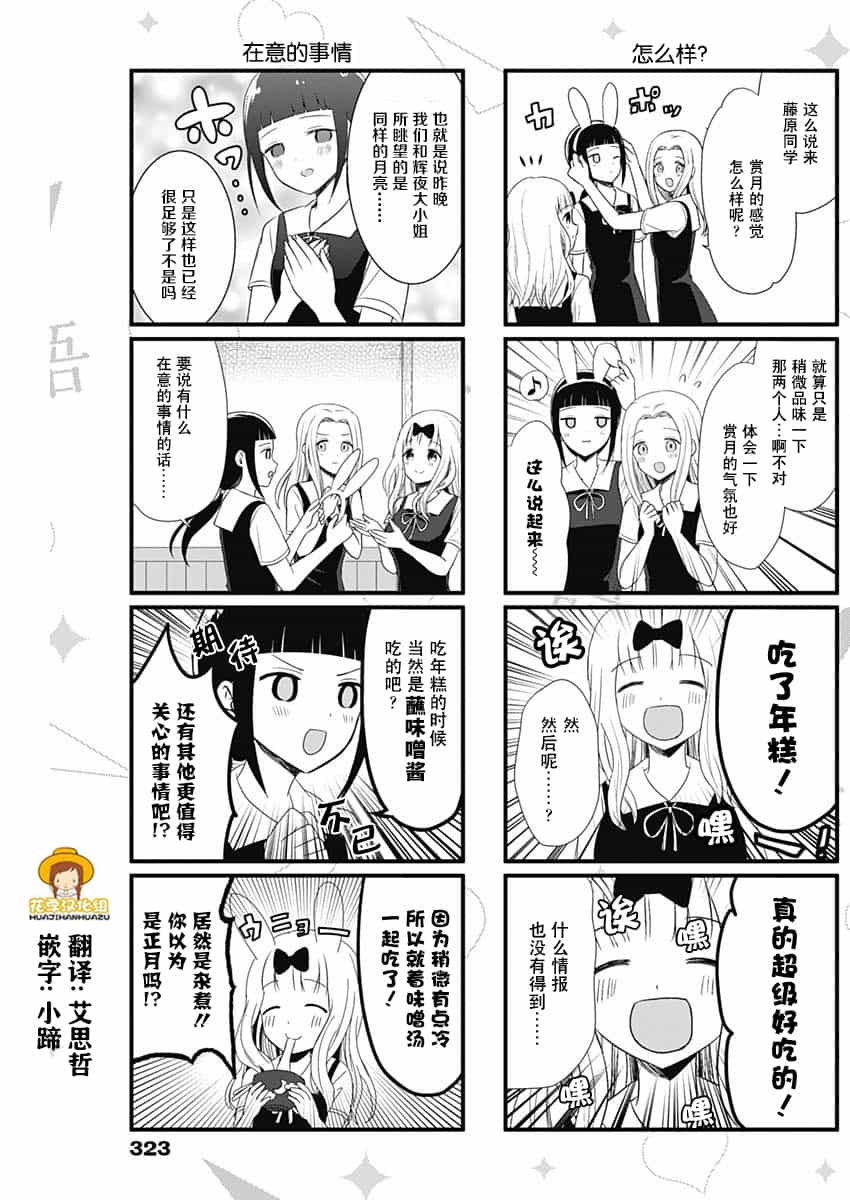 怎么样?
这么说来
藤原同学
赏月的感觉
怎么样呢?
カ
ポッ
就算只是
稍微品味一下
那两个人…啊不对
体会一下
赏月的气氛也好
这么说起来~~~
吃了年糕!
诶
嘿
ー!
然
然后呢……?
真的超级好吃的!
诶
嘿
诶
嘿
什么情报
也没有得到……
在意的事情
也就是说昨晚
我们和辉夜大小姐
所眺望的是
同样的月亮……
ホワ…
只是这样也已经
很足够了不是吗
要说有什么
在意的事情的话……
吃年糕的时候
当然是蘸味噌酱
吃的吧?
期待
不已
还有其他更值得
关心的事情吧!?
因为稍微有点冷
所以就着味噌汤
一起吃了!
ウニョー
居然是杂煮!!
你以为
是正月吗!?
花学汉化组
HUAJIHANHUAZU
翻译:艾思哲
嵌字:小蹄
323